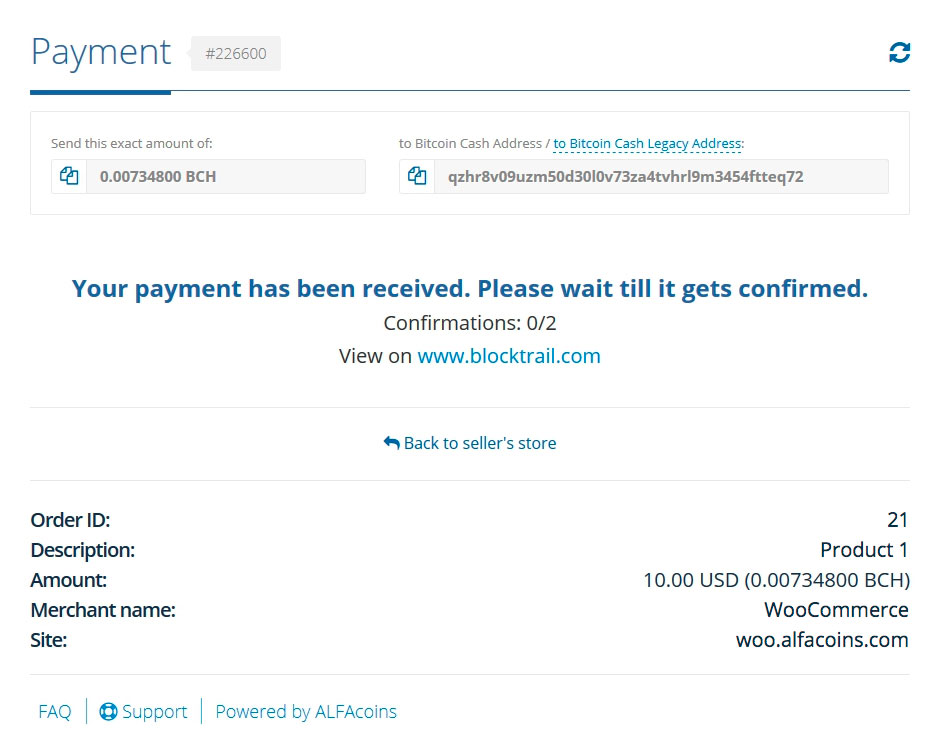 Payment #226600
Send this exact amount of:
0.00734800 BCH
to Bitcoin Cash Address / to Bitcoin Cash Legacy Address:
qzhr8v09uzm50d30l0v73za4tvhrl9m3454ftteq72
Your payment has been received. Please wait till it gets confirmed.
Confirmations: 0/2
View on www.blocktrail.com
Back to seller's store
Order ID: 21
Description: Product 1
Amount: 10.00 USD (0.00734800 BCH)
Merchant name: WooCommerce
Site: woo.alfacoins.com
FAQ Support Powered by ALFAcoins